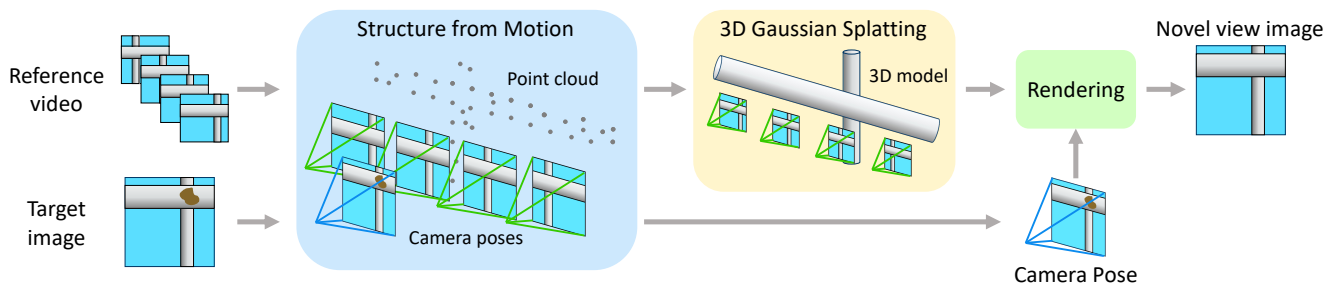 Reference
video
Target
image
Structure from Motion
Point cloud
Camera poses
3D Gaussian Splatting
3D model
Rendering
Camera Pose
Novel view image